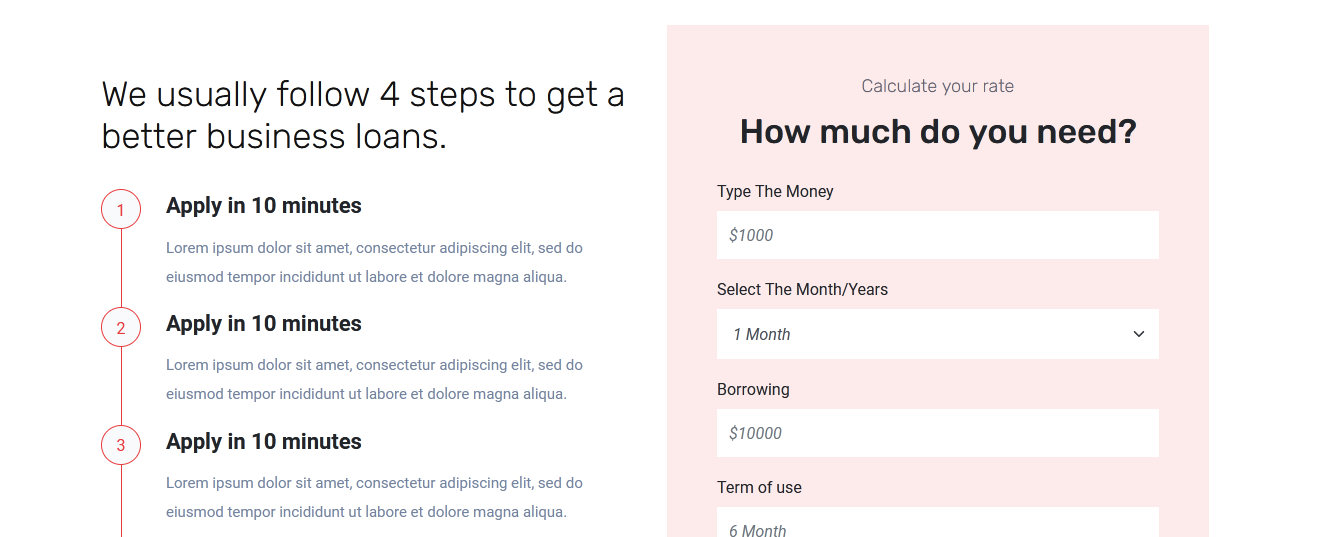 We usually follow 4 steps to get a
better business loans.
1
Apply in 10 minutes
Lorem ipsum dolor sit amet, consectetur adipiscing elit, sed do
eiusmod tempor incididunt ut labore et dolore magna aliqua.
2
Apply in 10 minutes
Lorem ipsum dolor sit amet, consectetur adipiscing elit, sed do
eiusmod tempor incididunt ut labore et dolore magna aliqua.
3
Apply in 10 minutes
Lorem ipsum dolor sit amet, consectetur adipiscing elit, sed do
eiusmod tempor incididunt ut labore et dolore magna aliqua.
Calculate your rate
How much do you need?
Type The Money
$1000
Select The Month/Years
1 Month
Borrowing
$10000
Term of use
6 Month